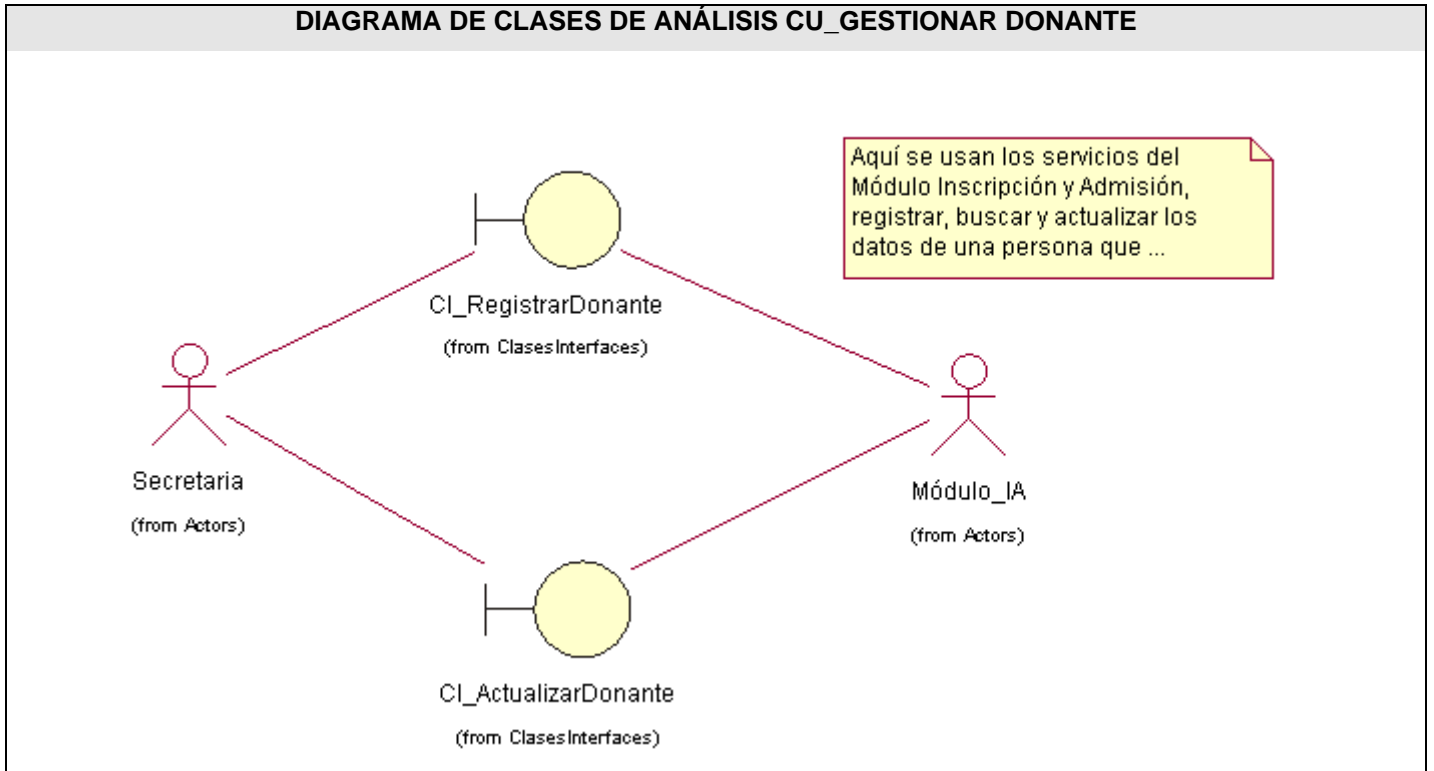 DIAGRAMA DE CLASES DE ANÁLISIS CU_GESTIONAR DONANTE
Aquí se usan los servicios del
Módulo Inscripción y Admisión,
registrar, buscar y actualizar los
datos de una persona que ...
CI_RegistrarDonante
(from ClasesInterfaces)
Secretaria
(from Actors)
Módulo_IA
(from Actors)
CI_ActualizarDonante
(from ClasesInterfaces)